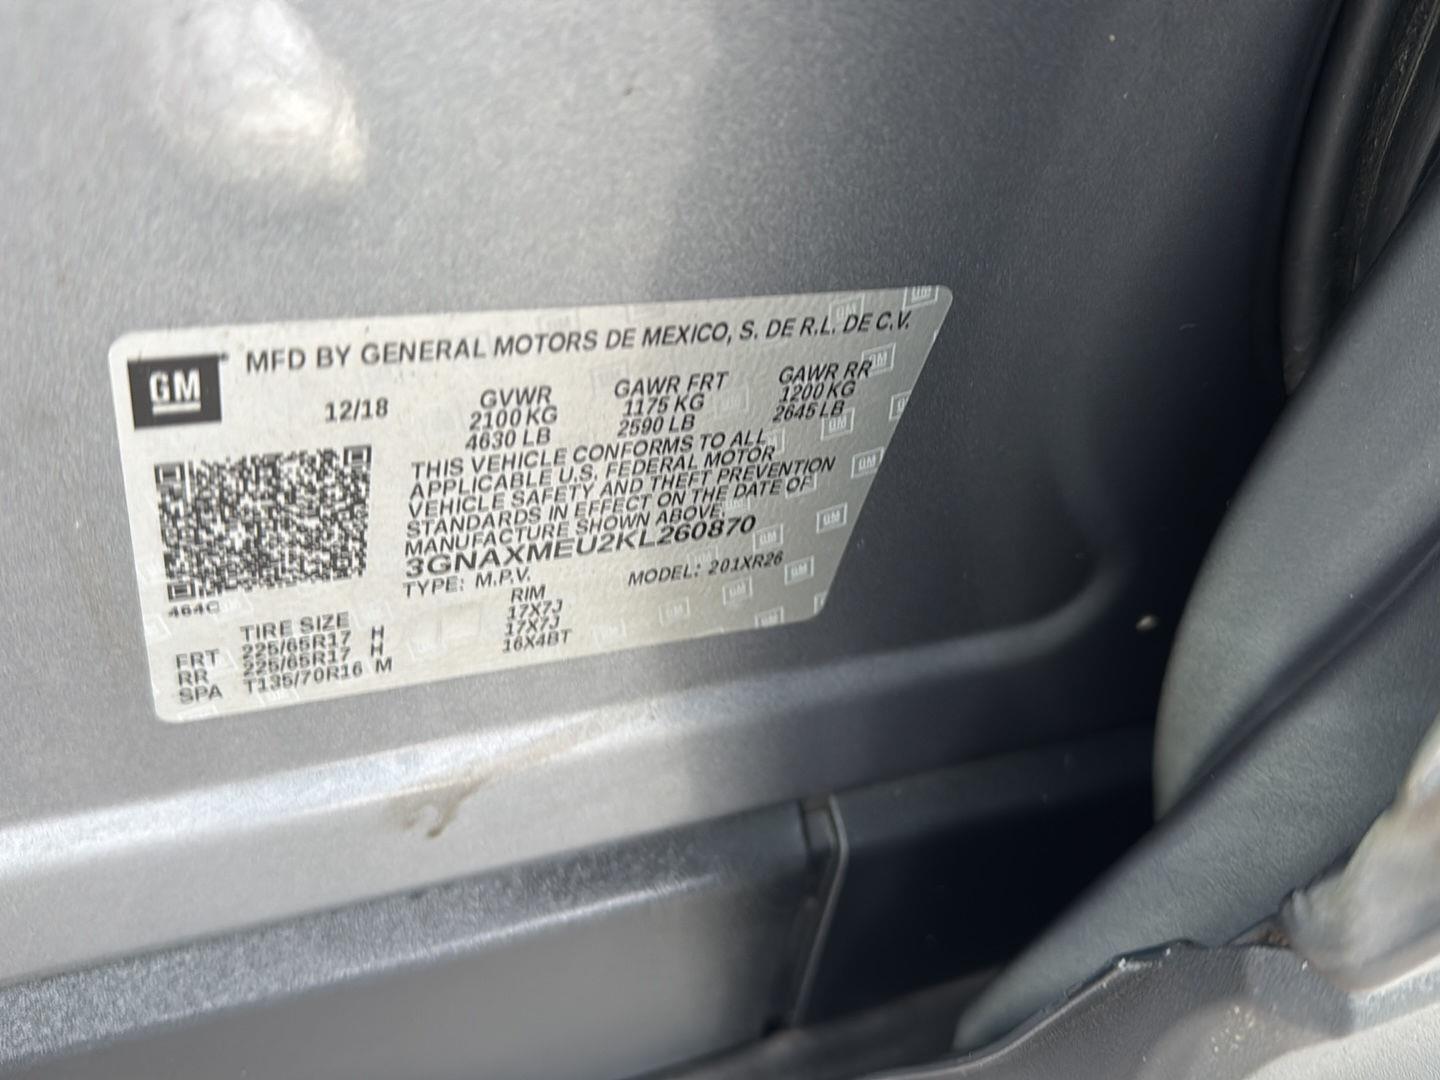 GM
MFD BY GENERAL MOTORS DE MEXICO, S. DE R.L. DE C.V.
12/18
GVWR GAWR FRT GAWR RR
2100 KG 1175 KG 1200 KG
4630 LB 2590 LB 2645 LB
THIS VEHICLE CONFORMS TO ALL
APPLICABLE U.S. FEDERAL MOTOR
VEHICLE SAFETY AND THEFT PREVENTION
STANDARDS IN EFFECT ON THE DATE OF
MANUFACTURE SHOWN ABOVE.
3GNAXMEU2KL260870
TYPE: M.P.V. MODEL: 201XR26
464C
TIRE SIZE RIM
FRT 225/65R17 H 17X7J
RR 225/65R17 H 17X7J
SPA T135/70R16 M 16X4BT